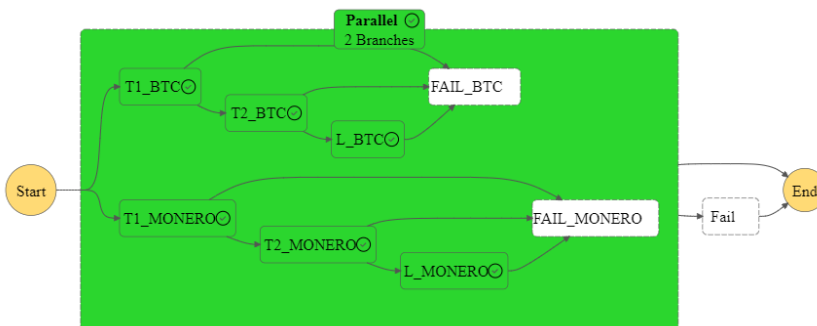 Parallel
2 Branches
T1_BTC
FAIL_BTC
T2_BTC
L_BTC
Start
End
T1_MONERO
FAIL_MONERO
Fail
T2_MONERO
L_MONERO